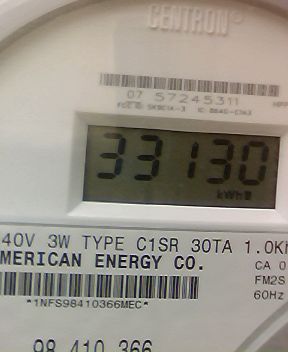 CENTRON®
07 57245311
33130
kWh
40V 3W TYPE C1SR 30TA 1.0K
MERICAN ENERGY CO.
CA 0
FM2S
60Hz
*1NFS98410366MEC*
98 410 366